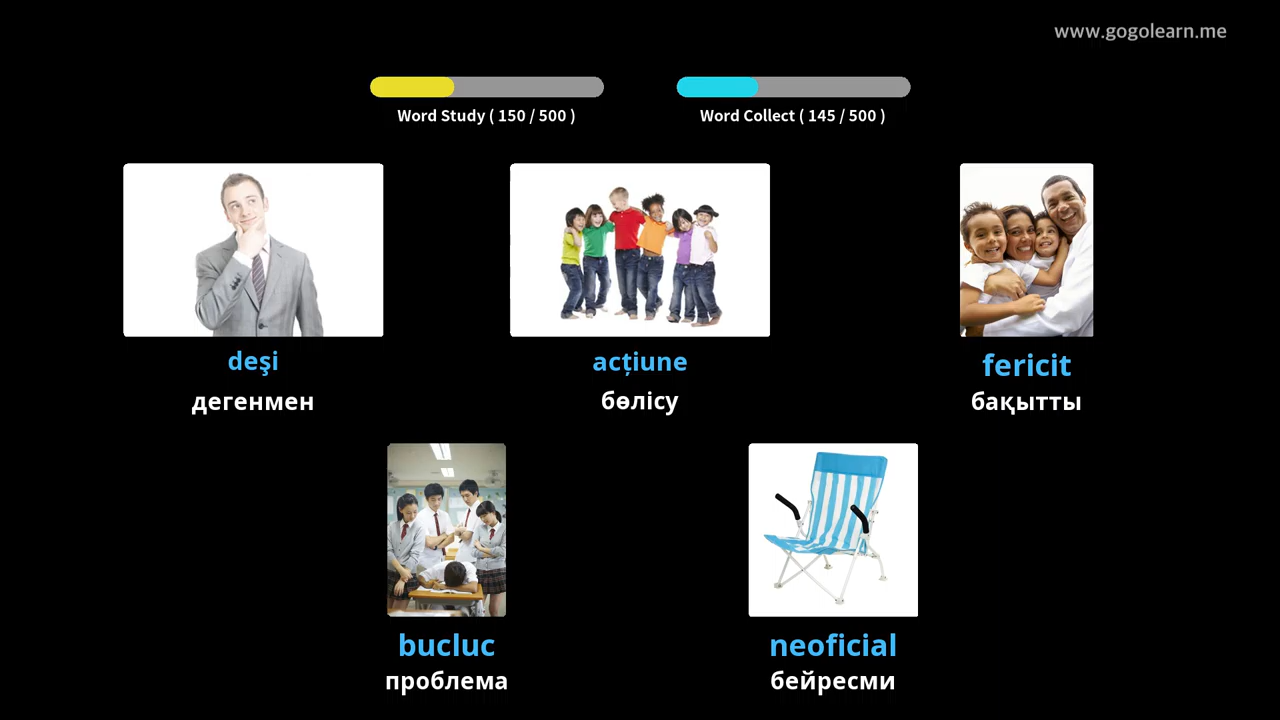 www.gogolearn.me
Word Study ( 150 / 500 )
Word Collect ( 145 / 500 )
deşi
дегенмен
acțiune
бөлісу
fericit
бақытты
bucluc
проблема
neoficial
бейресми